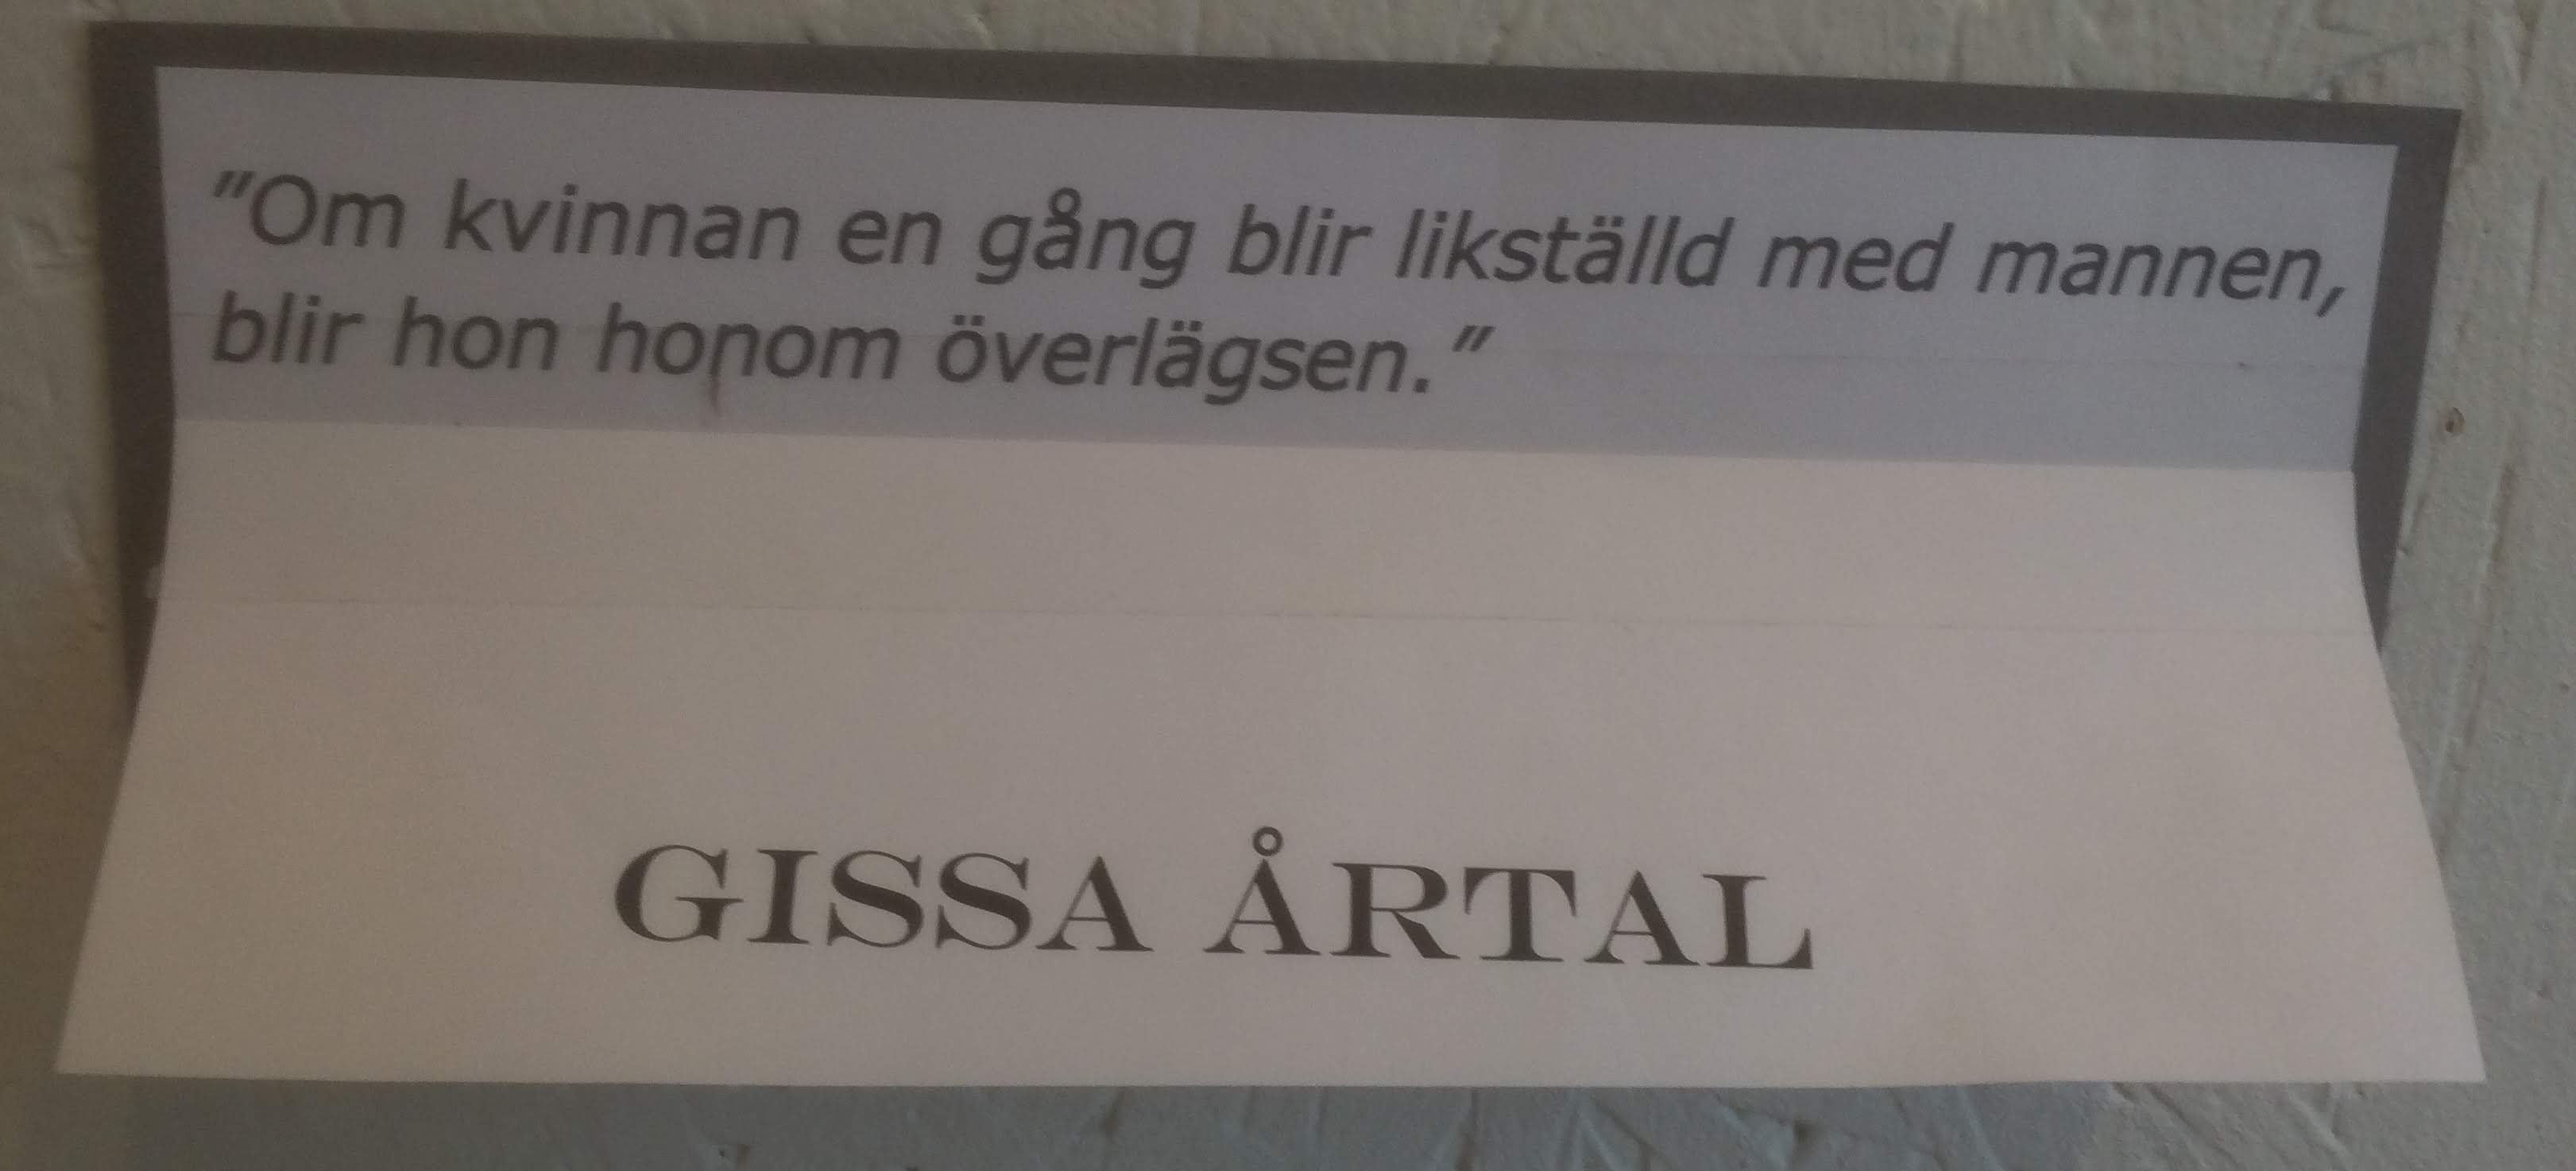 "Om kvinnan en gång blir likställd med mannen,
blir hon honom överlägsen."
GISSA ÅRTAL